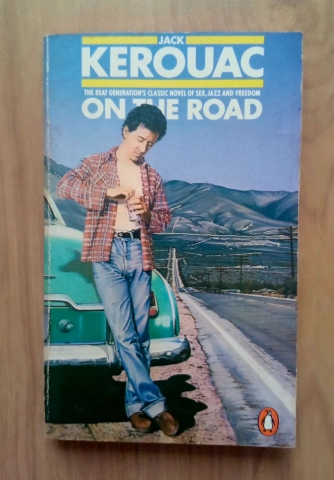 JACK
KEROUAC
THE BEAT GENERATION'S CLASSIC NOVEL OF SEX, JAZZ AND FREEDOM
ON THE ROAD